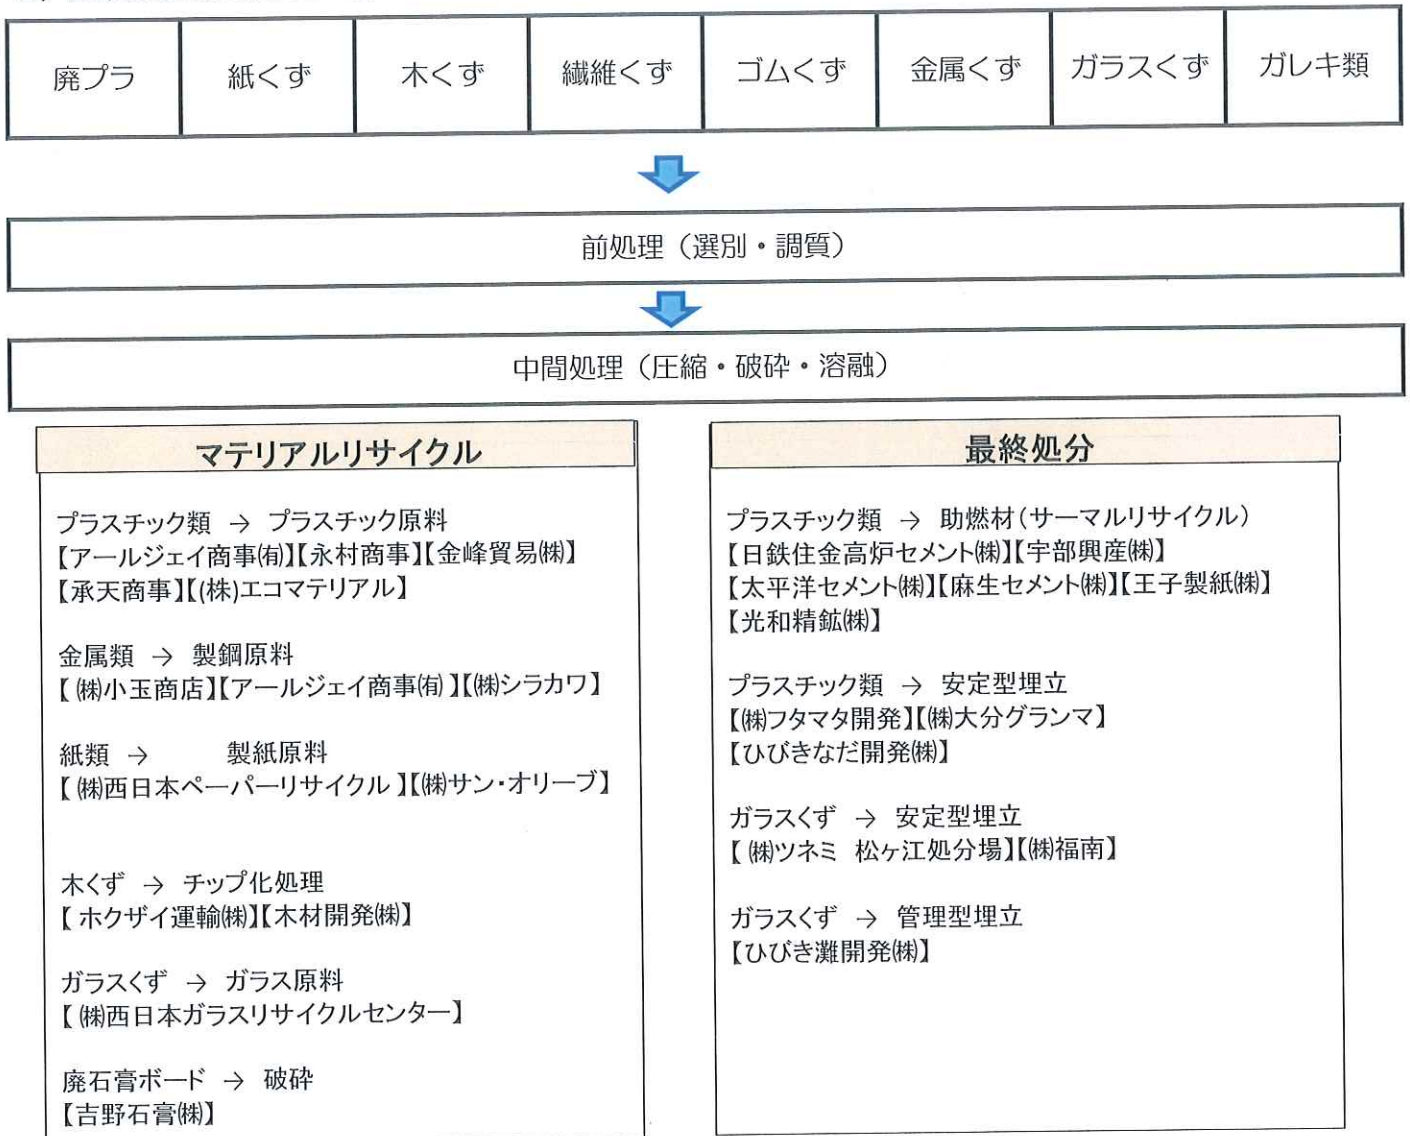 廃プラ 紙くず 木くず 繊維くず ゴムくず 金属くず ガラスくず ガレキ類
前処理（選別・調質）
中間処理（圧縮・破砕・溶融）
マテリアルリサイクル
プラスチック類 → プラスチック原料
【アールジェイ商事㈲】【永村商事】【金峰貿易㈱】
【承天商事】【(株)エコマテリアル】
金属類 → 製鋼原料
【㈱小玉商店】【アールジェイ商事㈲】【㈱シラカワ】
紙類 → 製紙原料
【㈱西日本ペーパーリサイクル】【㈱サン・オリーブ】
木くず → チップ化処理
【ホクザイ運輸㈱】【木材開発㈱】
ガラスくず → ガラス原料
【㈱西日本ガラスリサイクルセンター】
廃石膏ボード → 破砕
【吉野石膏㈱】
最終処分
プラスチック類 → 助燃材（サーマルリサイクル）
【日鉄住金高炉セメント㈱】【宇部興産㈱】
【太平洋セメント㈱】【麻生セメント㈱】【王子製紙㈱】
【光和精鉱㈱】
プラスチック類 → 安定型埋立
【㈱フタマタ開発】【㈱大分グランマ】
【ひびきなだ開発㈱】
ガラスくず → 安定型埋立
【㈱ツネミ 松ヶ江処分場】【㈱福南】
ガラスくず → 管理型埋立
【ひびき灘開発㈱】